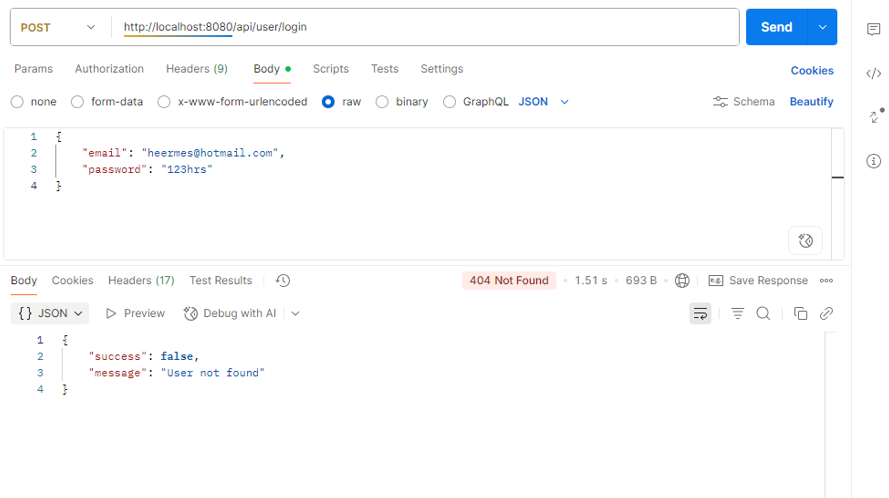 POST http://localhost:8080/api/user/login Send
Params Authorization Headers (9) Body Scripts Tests Settings Cookies
none form-data x-www-form-urlencoded raw binary GraphQL JSON Schema Beautify
1 {
2 "email": "heermes@hotmail.com",
3 "password": "123hrs"
4 }
Body Cookies Headers (17) Test Results 404 Not Found 1.51 s 693 B Save Response
{} JSON Preview Debug with AI
1 {
2 "success": false,
3 "message": "User not found"
4 }